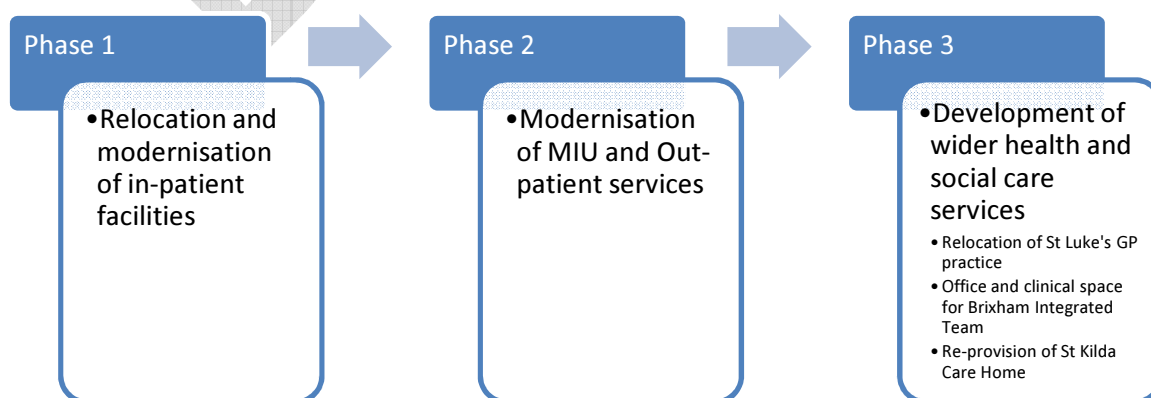 Phase 1
•Relocation and
modernisation
of in-patient
facilities
Phase 2
•Modernisation
of MIU and Out-
patient services
Phase 3
•Development of
wider health and
social care
services
•Relocation of St Luke's GP
practice
•Office and clinical space
for Brixham Integrated
Team
•Re-provision of St Kilda
Care Home